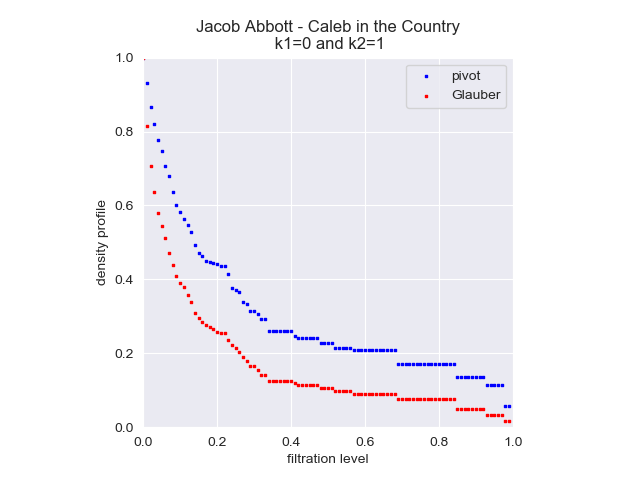 Jacob Abbott - Caleb in the Country
k1=0 and k2=1
pivot
Glauber
density profile
1.0
0.8
0.6
0.4
0.2
0.0
0.0 0.2 0.4 0.6 0.8 1.0
filtration level